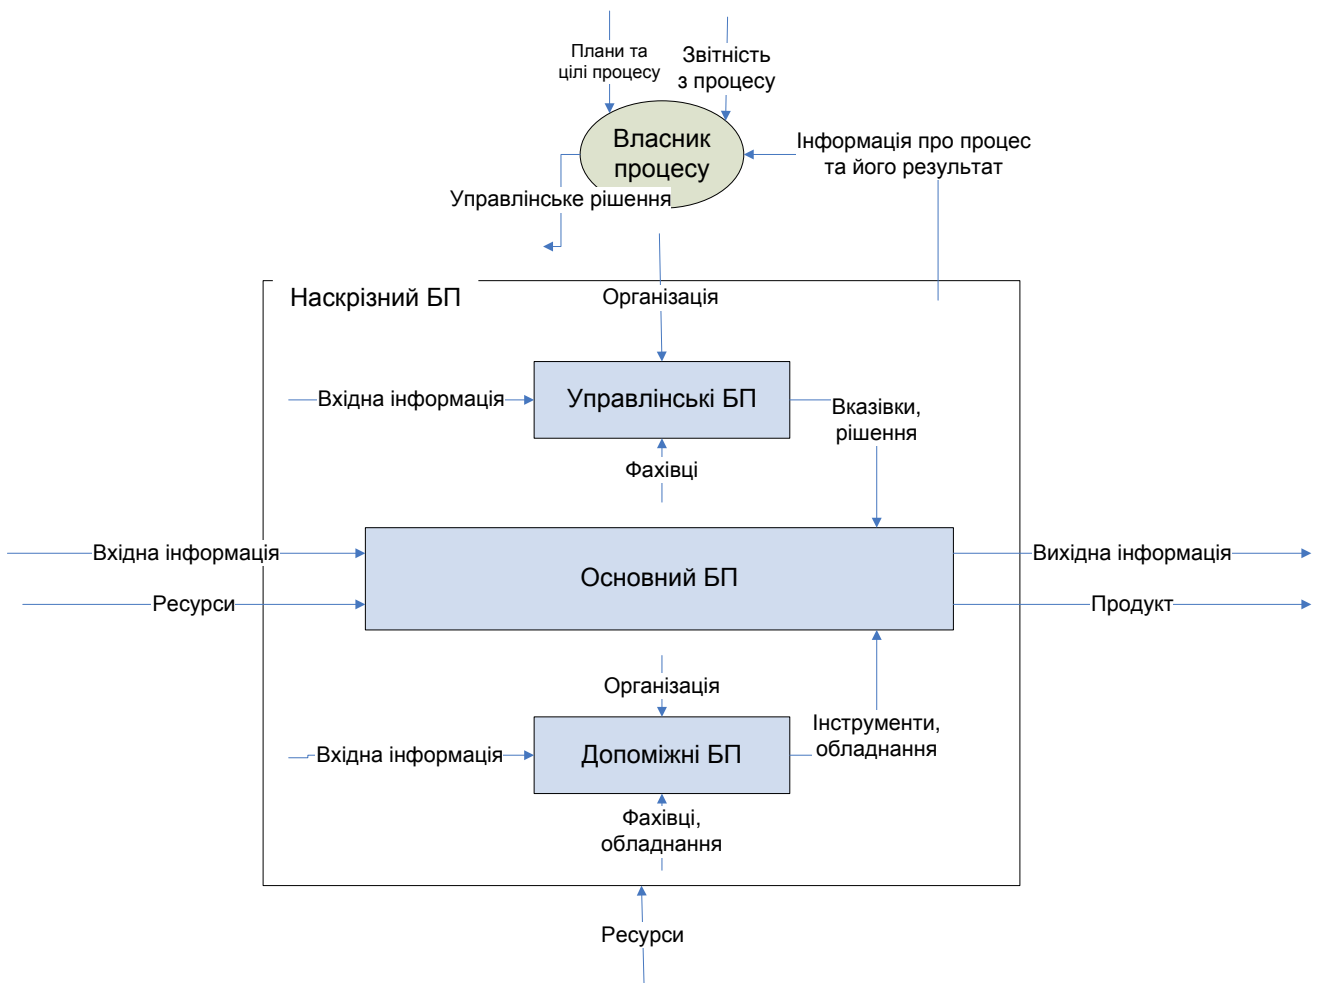 Плани та
цілі процесу
Звітність
з процесу
Власник
процесу
Інформація про процес
та його результат
Управлінське рішення
Наскрізний БП
Організація
Вхідна інформація
Управлінські БП
Вказівки,
рішення
Фахівці
Вхідна інформація
Ресурси
Основний БП
Вихідна інформація
Продукт
Організація
Вхідна інформація
Допоміжні БП
Інструменти,
обладнання
Фахівці,
обладнання
Ресурси